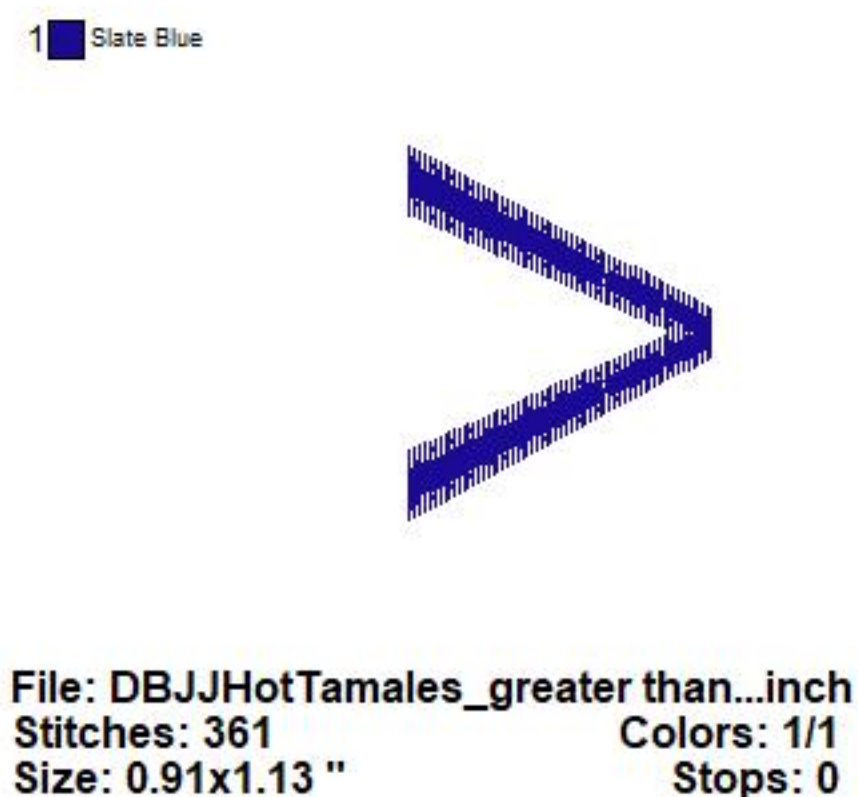 1 Slate Blue
File: DBJJHotTamales_greater than...inch
Stitches: 361 Colors: 1/1
Size: 0.91x1.13 " Stops: 0